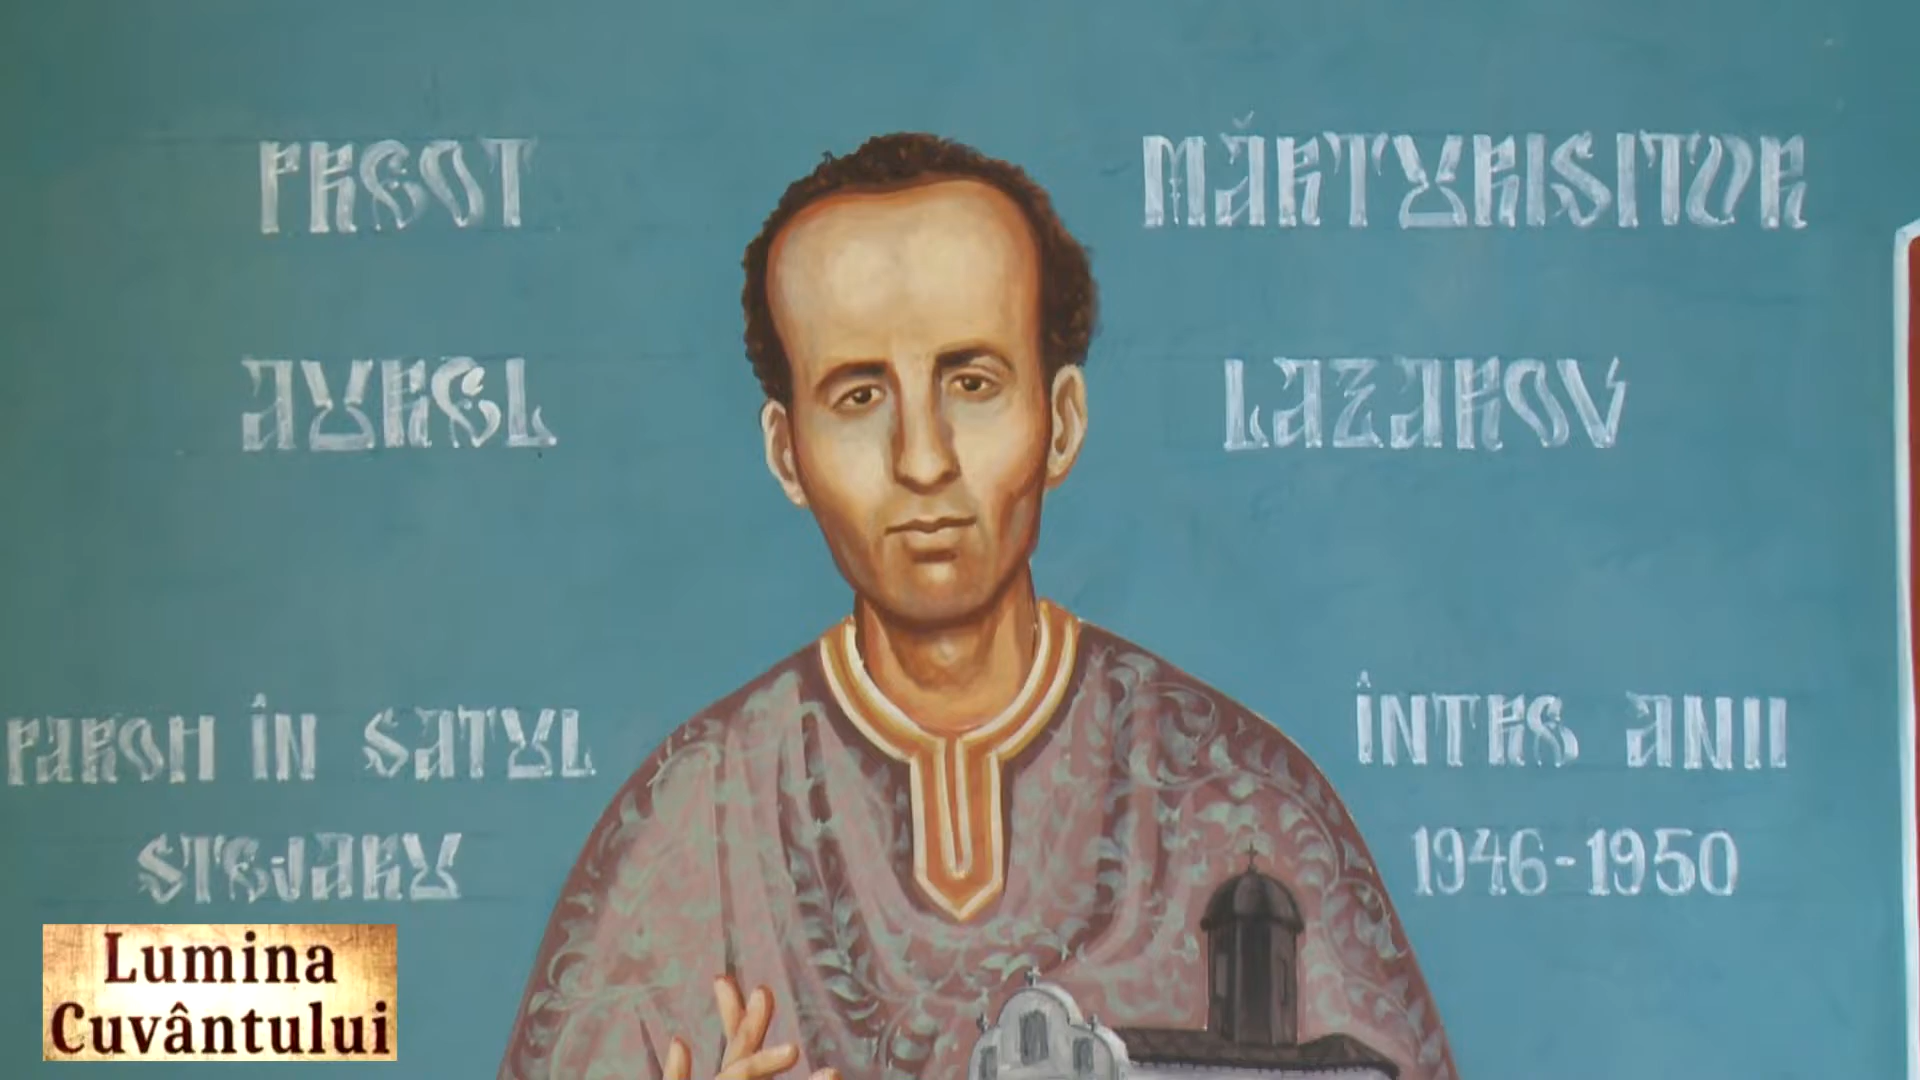 PREOT MĂRTURISITOR
AUREL LAZAROV
PAROH ÎN SATUL ÎNTRE ANII
STEJARU 1946-1950
Lumina
Cuvântului